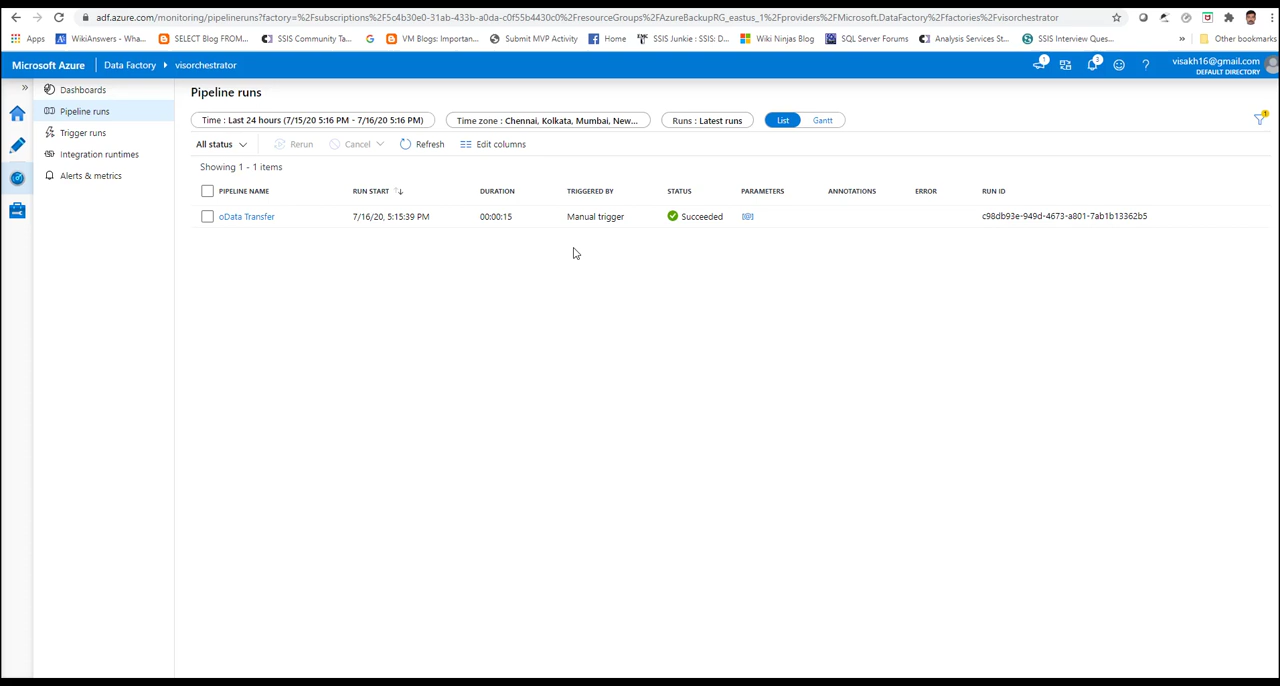 adf.azure.com/monitoring/pipelineruns?factory=%2Fsubscriptions%2F5c4b30e0-31ab-433b-a0da-c0f55b4430c0%2FresourceGroups%2FAzureBackupRG_eastus_1%2Fproviders%2FMicrosoft.DataFactory%2Ffactories%2Fvisorchestrator
Apps WikiAnswers - Wha... SELECT Blog FROM... SSIS Community Ta... VM Blogs: Importan... Submit MVP Activity Home SSIS Junkie : SSIS: D... Wiki Ninjas Blog SQL Server Forums Analysis Services St... SSIS Interview Ques... » Other bookmarks
Microsoft Azure Data Factory visorchestrator 1 3 ? visakh16@gmail.com
DEFAULT DIRECTORY
» Dashboards
Pipeline runs
Trigger runs
Integration runtimes
Alerts & metrics
Pipeline runs
Time : Last 24 hours (7/15/20 5:16 PM - 7/16/20 5:16 PM) Time zone : Chennai, Kolkata, Mumbai, New... Runs : Latest runs List Gantt
All status Rerun Cancel Refresh Edit columns
Showing 1 - 1 items
PIPELINE NAME RUN START DURATION TRIGGERED BY STATUS PARAMETERS ANNOTATIONS ERROR RUN ID
oData Transfer 7/16/20, 5:15:39 PM 00:00:15 Manual trigger Succeeded [@] c98db93e-949d-4673-a801-7ab1b13362b5